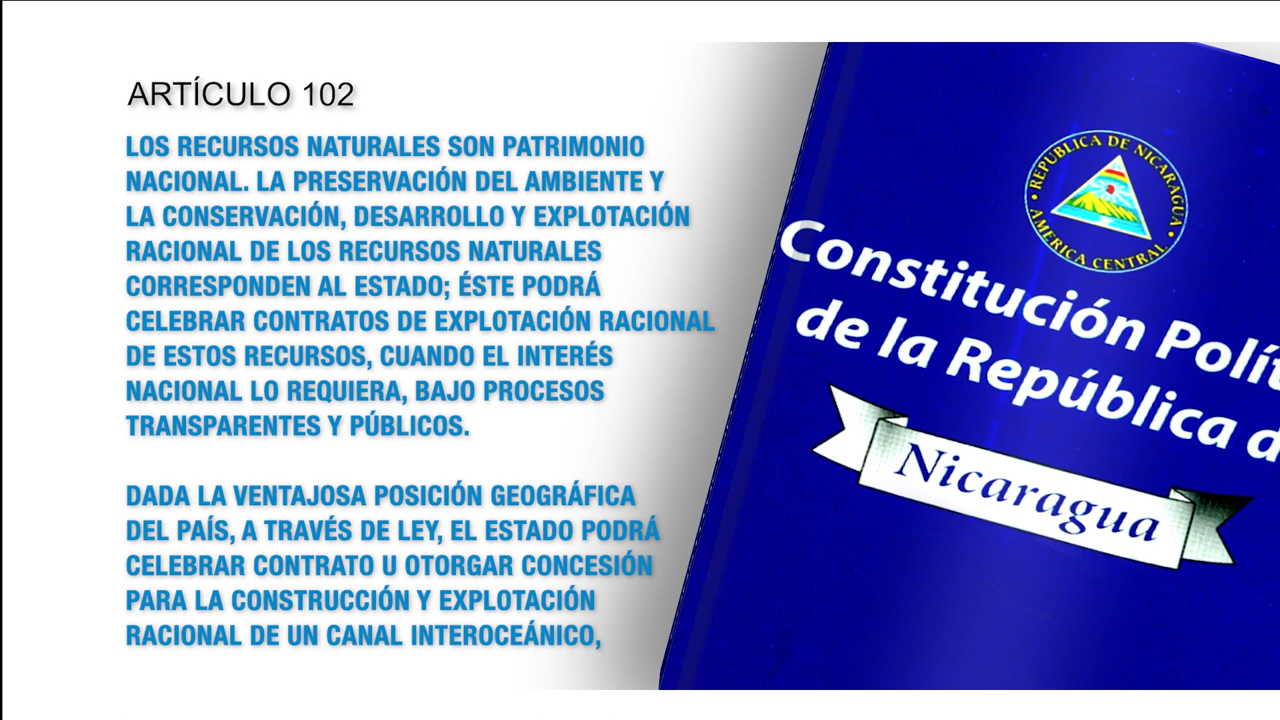 ARTÍCULO 102
LOS RECURSOS NATURALES SON PATRIMONIO
NACIONAL. LA PRESERVACIÓN DEL AMBIENTE Y
LA CONSERVACIÓN, DESARROLLO Y EXPLOTACIÓN
RACIONAL DE LOS RECURSOS NATURALES
CORRESPONDEN AL ESTADO; ÉSTE PODRÁ
CELEBRAR CONTRATOS DE EXPLOTACIÓN RACIONAL
DE ESTOS RECURSOS, CUANDO EL INTERÉS
NACIONAL LO REQUIERA, BAJO PROCESOS
TRANSPARENTES Y PÚBLICOS.
DADA LA VENTAJOSA POSICIÓN GEOGRÁFICA
DEL PAÍS, A TRAVÉS DE LEY, EL ESTADO PODRÁ
CELEBRAR CONTRATO U OTORGAR CONCESIÓN
PARA LA CONSTRUCCIÓN Y EXPLOTACIÓN
RACIONAL DE UN CANAL INTEROCEÁNICO,
REPÚBLICA DE NICARAGUA
AMERICA CENTRAL
Constitución Polít
de la República d
Nicaragua